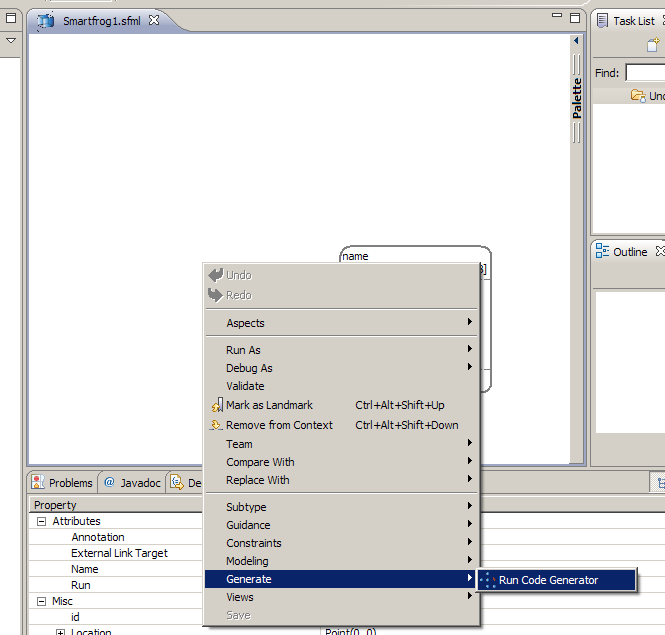 Smartfrog1.sfml
Task List
Find:
Palette
Outline
name
Undo
Redo
Aspects
Run As
Debug As
Validate
Mark as Landmark Ctrl+Alt+Shift+Up
Remove from Context Ctrl+Alt+Shift+Down
Team
Compare With
Replace With
Subtype
Guidance
Constraints
Modeling
Generate
Run Code Generator
Views
Save
Problems
@ Javadoc
De
Property
Attributes
Annotation
External Link Target
Name
Run
Misc
id
Location Point(0, 0)